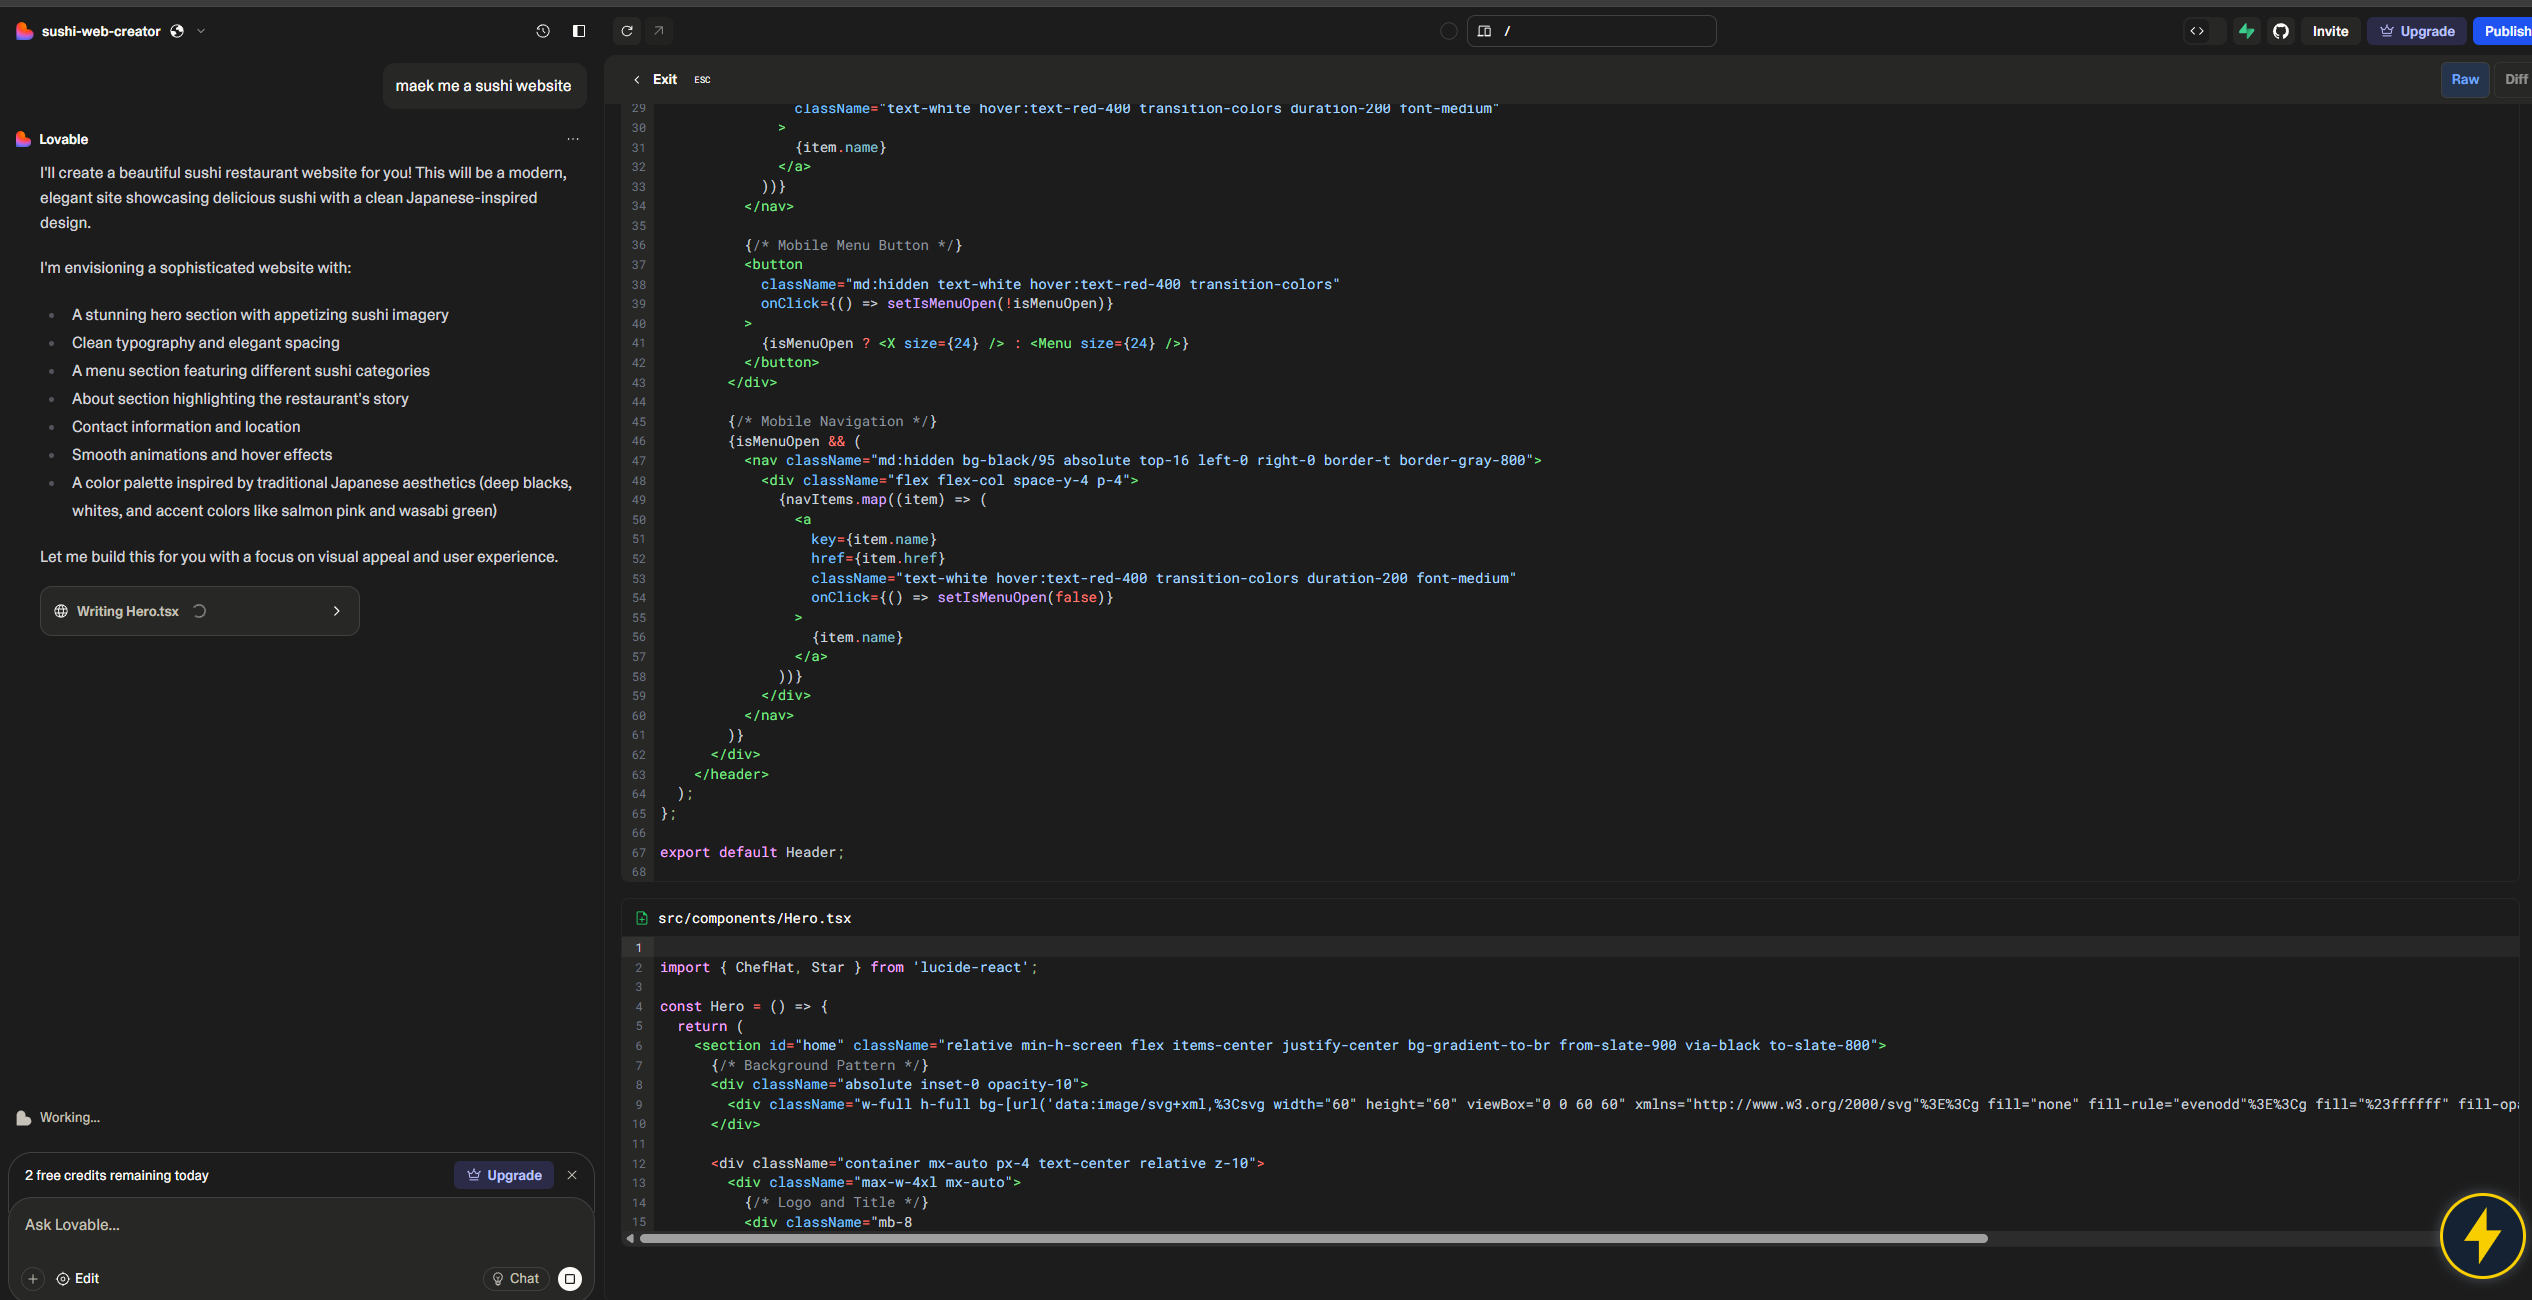 sushi-web-creator
/
Invite
Upgrade
Publish
maek me a sushi website
Lovable
I'll create a beautiful sushi restaurant website for you! This will be a modern,
elegant site showcasing delicious sushi with a clean Japanese-inspired
design.
I'm envisioning a sophisticated website with:
A stunning hero section with appetizing sushi imagery
Clean typography and elegant spacing
A menu section featuring different sushi categories
About section highlighting the restaurant's story
Contact information and location
Smooth animations and hover effects
A color palette inspired by traditional Japanese aesthetics (deep blacks,
whites, and accent colors like salmon pink and wasabi green)
Let me build this for you with a focus on visual appeal and user experience.
Writing Hero.tsx
Working...
2 free credits remaining today
Upgrade
Ask Lovable...
Edit
Chat
Exit ESC
Raw
Diff
29 className="text-white hover:text-red-400 transition-colors duration-200 font-medium"
30 >
31 {item.name}
32 </a>
33 ))}
34 </nav>
35
36 {/* Mobile Menu Button */}
37 <button
38 className="md:hidden text-white hover:text-red-400 transition-colors"
39 onClick={() => setIsMenuOpen(!isMenuOpen)}
40 >
41 {isMenuOpen ? <X size={24} /> : <Menu size={24} />}
42 </button>
43 </div>
44
45 {/* Mobile Navigation */}
46 {isMenuOpen && (
47 <nav className="md:hidden bg-black/95 absolute top-16 left-0 right-0 border-t border-gray-800">
48 <div className="flex flex-col space-y-4 p-4">
49 {navItems.map((item) => (
50 <a
51 key={item.name}
52 href={item.href}
53 className="text-white hover:text-red-400 transition-colors duration-200 font-medium"
54 onClick={() => setIsMenuOpen(false)}
55 >
56 {item.name}
57 </a>
58 ))}
59 </div>
60 </nav>
61 )}
62 </div>
63 </header>
64 );
65 };
66
67 export default Header;
68
src/components/Hero.tsx
1
2 import { ChefHat, Star } from 'lucide-react';
3
4 const Hero = () => {
5 return (
6 <section id="home" className="relative min-h-screen flex items-center justify-center bg-gradient-to-br from-slate-900 via-black to-slate-800">
7 {/* Background Pattern */}
8 <div className="absolute inset-0 opacity-10">
9 <div className="w-full h-full bg-[url('data:image/svg+xml,%3Csvg width="60" height="60" viewBox="0 0 60 60" xmlns="http://www.w3.org/2000/svg"%3E%3Cg fill="none" fill-rule="evenodd"%3E%3Cg fill="%23ffffff" fill-opa
10 </div>
11
12 <div className="container mx-auto px-4 text-center relative z-10">
13 <div className="max-w-4xl mx-auto">
14 {/* Logo and Title */}
15 <div className="mb-8